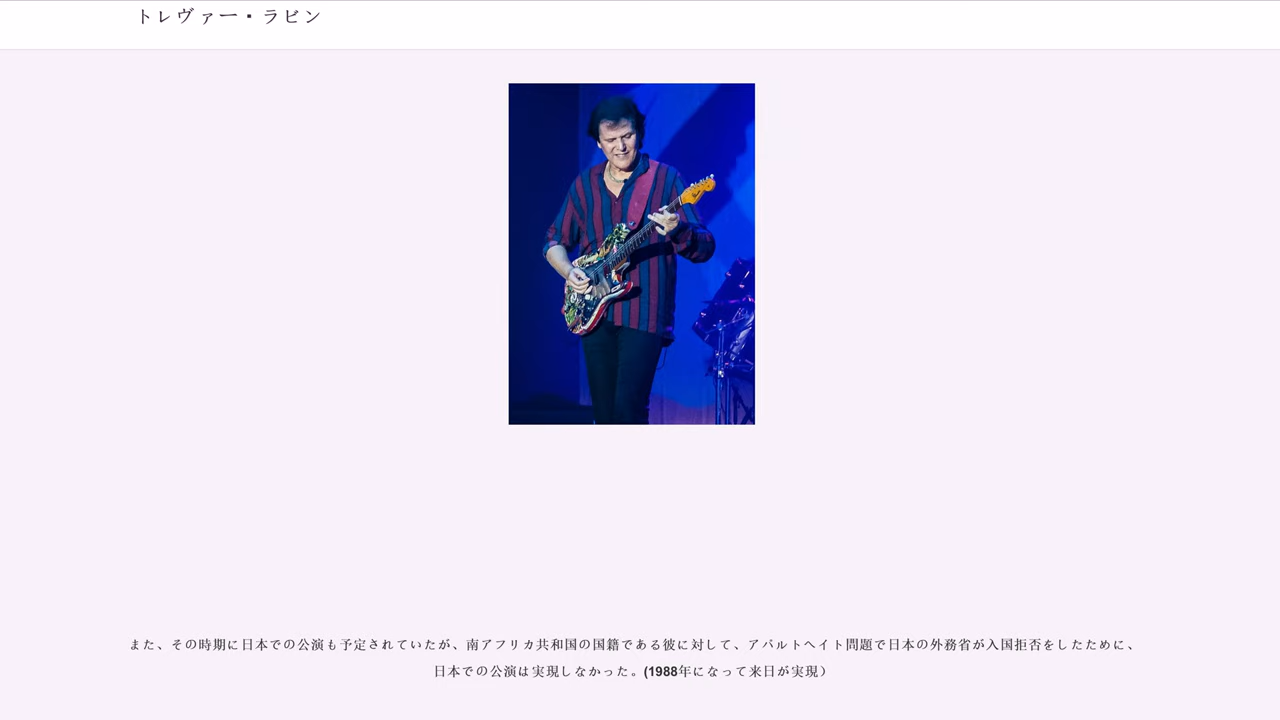 トレヴァー・ラビン
また、その時期に日本での公演も予定されていたが、南アフリカ共和国の国籍である彼に対して、アパルトヘイト問題で日本の外務省が入国拒否をしたために、
日本での公演は実現しなかった。(1988年になって来日が実現）